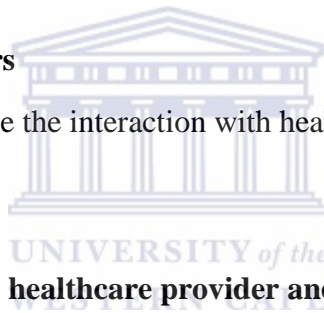 rs
e the interaction with hea
UNIVERSITY of the
healthcare provider and
WESTERN CAPE